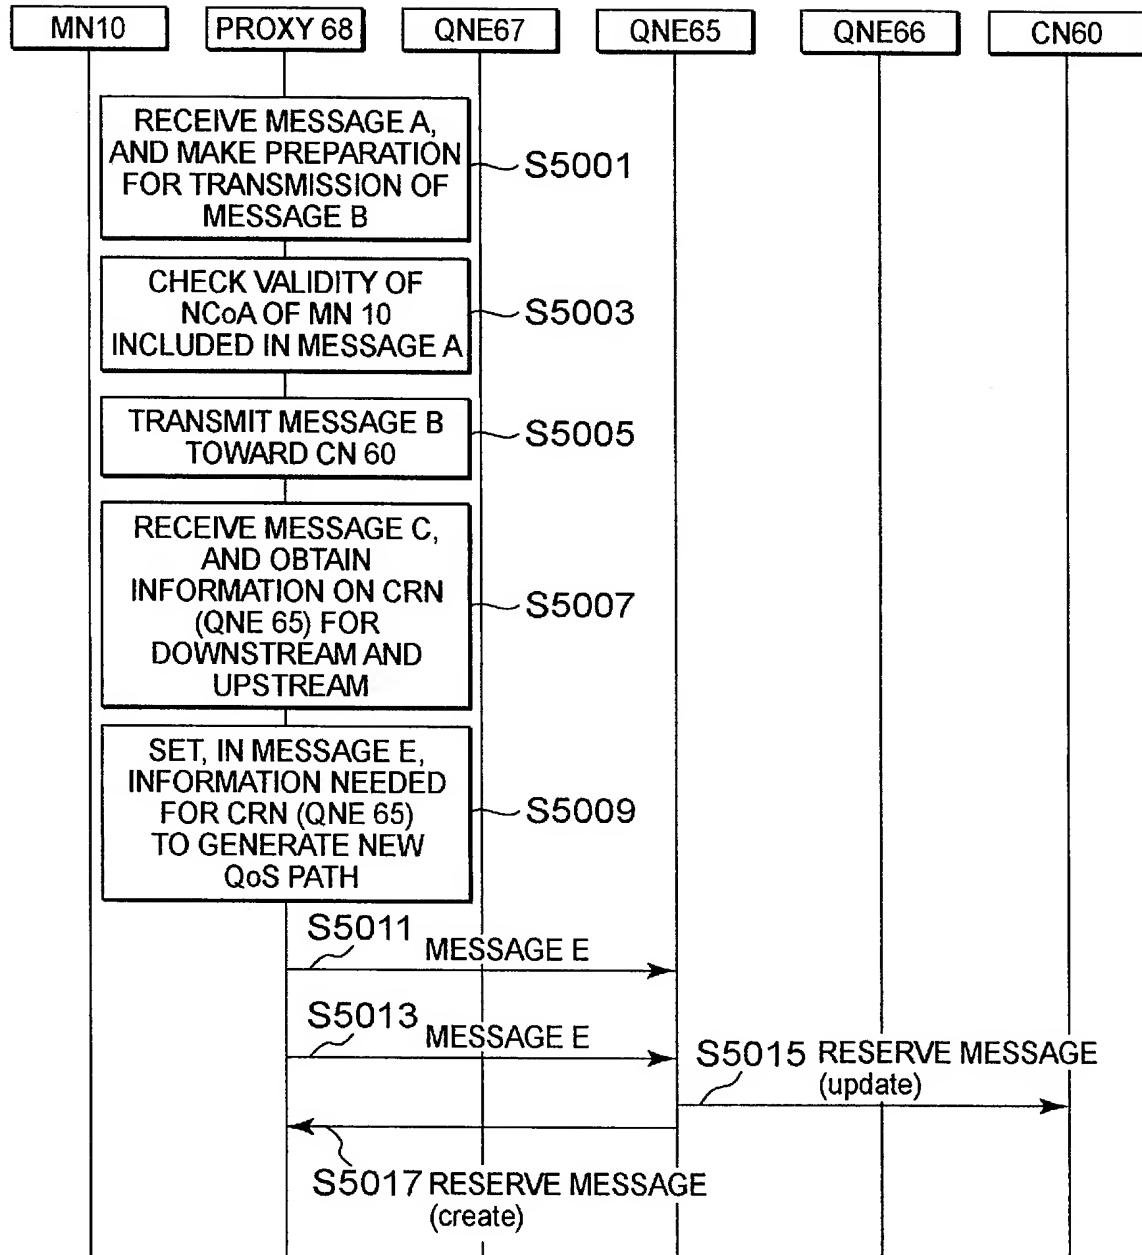 MN10
PROXY 68
QNE67
QNE65
QNE66
CN60
RECEIVE MESSAGE A,
AND MAKE PREPARATION
FOR TRANSMISSION OF
MESSAGE B
S5001
CHECK VALIDITY OF
NCoA OF MN 10
INCLUDED IN MESSAGE A
S5003
TRANSMIT MESSAGE B
TOWARD CN 60
S5005
RECEIVE MESSAGE C,
AND OBTAIN
INFORMATION ON CRN
(QNE 65) FOR
DOWNSTREAM AND
UPSTREAM
S5007
SET, IN MESSAGE E,
INFORMATION NEEDED
FOR CRN (QNE 65)
TO GENERATE NEW
QoS PATH
S5009
S5011
MESSAGE E
S5013
MESSAGE E
S5015 RESERVE MESSAGE
(update)
S5017 RESERVE MESSAGE
(create)